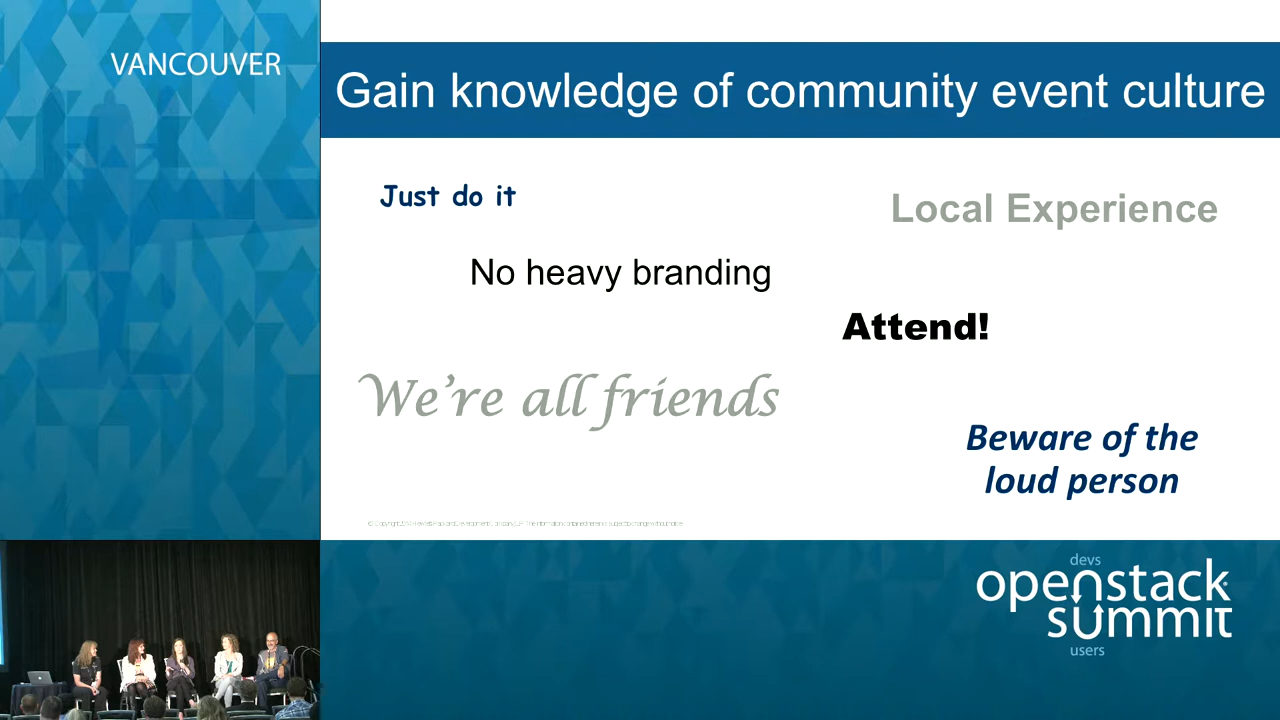 VANCOUVER
Gain knowledge of community event culture
Just do it
Local Experience
No heavy branding
Attend!
We're all friends
Beware of the
loud person
devs
openstack
summit
users